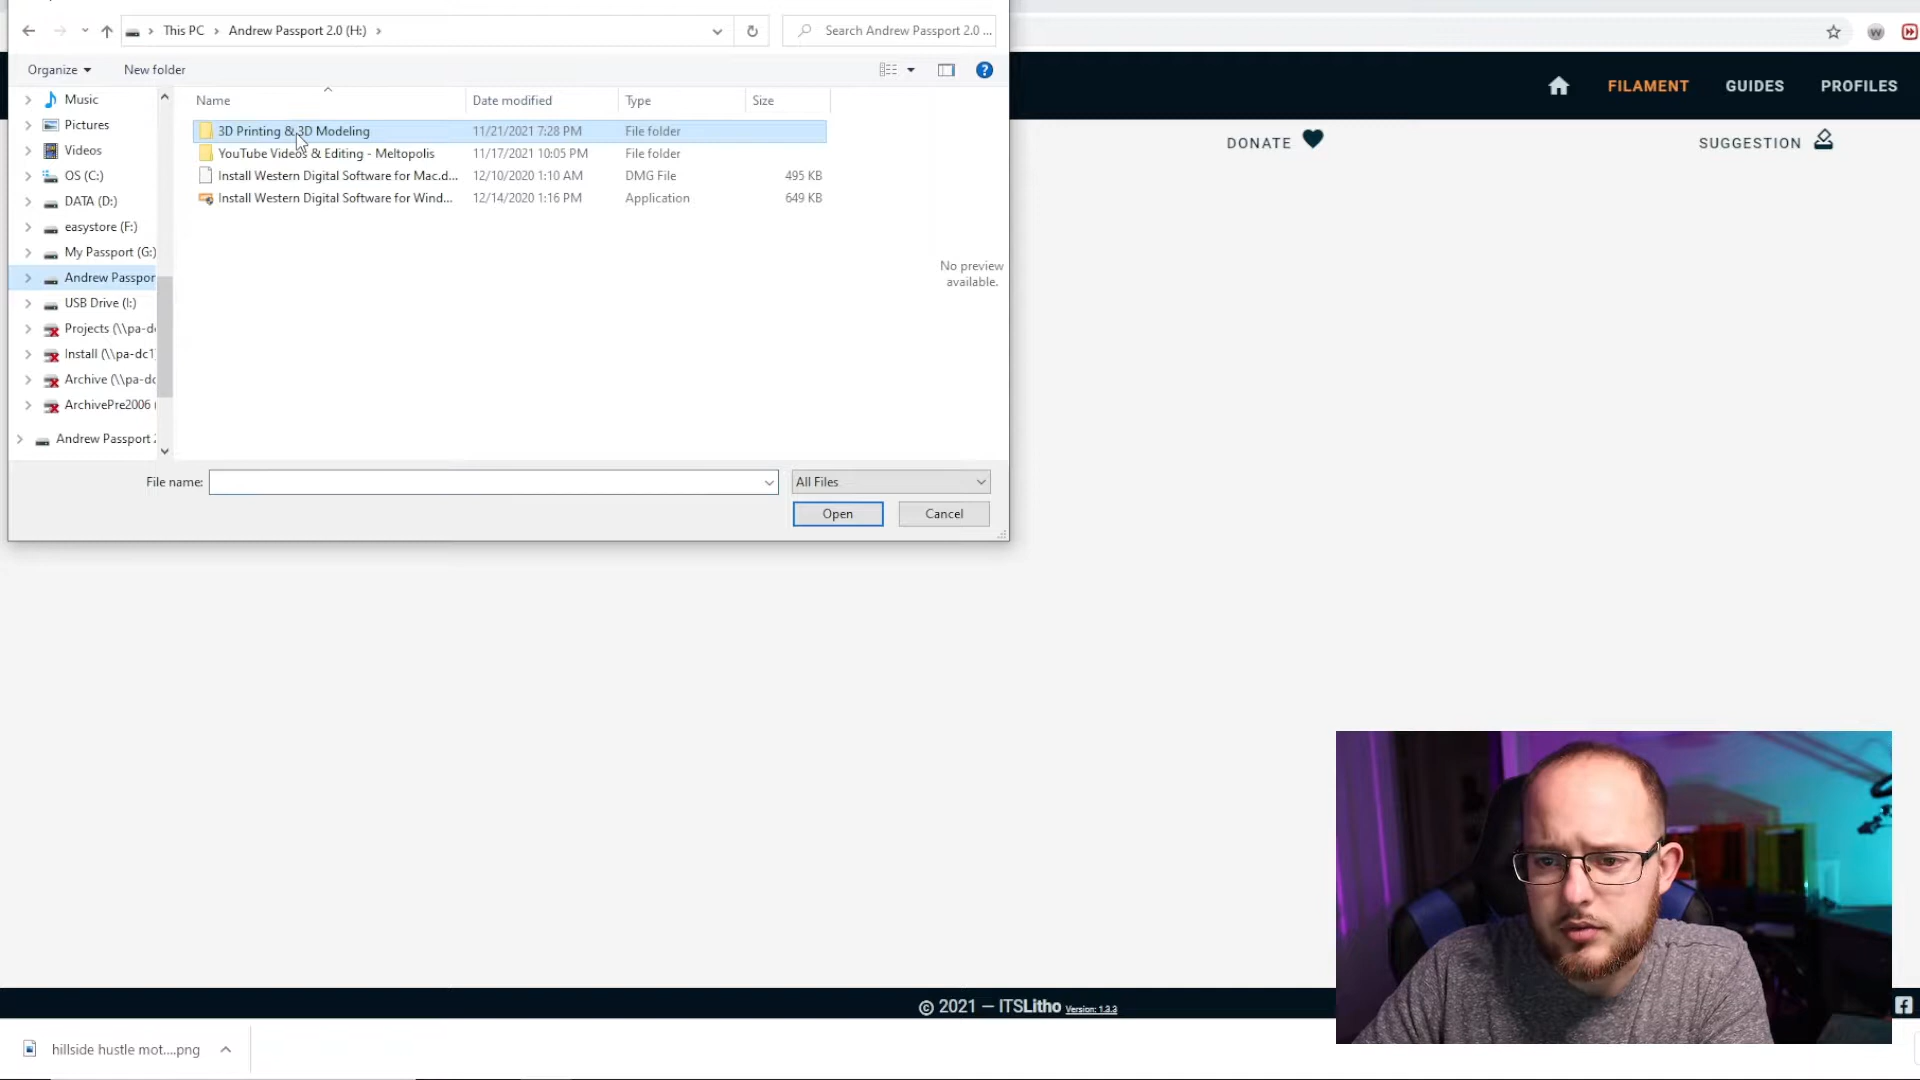 This PC > Andrew Passport 2.0 (H:) >
Search Andrew Passport 2.0 ...
Organize
New folder
Name
Date modified
Type
Size
3D Printing & 3D Modeling 11/21/2021 7:28 PM File folder
YouTube Videos & Editing - Meltopolis 11/17/2021 10:05 PM File folder
Install Western Digital Software for Mac.d... 12/10/2020 1:10 AM DMG File 495 KB
Install Western Digital Software for Wind... 12/14/2020 1:16 PM Application 649 KB
Music
Pictures
Videos
OS (C:)
DATA (D:)
easystore (F:)
My Passport (G:)
Andrew Passpor
USB Drive (I:)
Projects (\\pa-d
Install (\\pa-dc1
Archive (\\pa-dc
ArchivePre2006 (
Andrew Passport 2
No preview
available.
File name:
All Files
Open
Cancel
FILAMENT
GUIDES
PROFILES
DONATE
SUGGESTION
© 2021 — ITSLitho Version: 1.3.3
hillside hustle mot....png